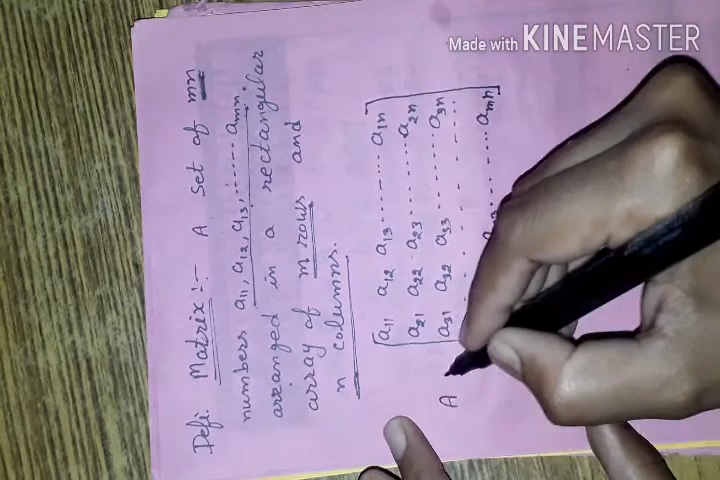 Defi. Matrix :- A set of mn
numbers a11, a12, a13, ...... amn.
arranged in a rectangular
array of m rows and
n columns.
a11 a12 a13 ....... a1n
a21 a22 a23 ....... a2n
a31 a32 a33 ....... a3n
....... amn
A
Made with KINEMASTER